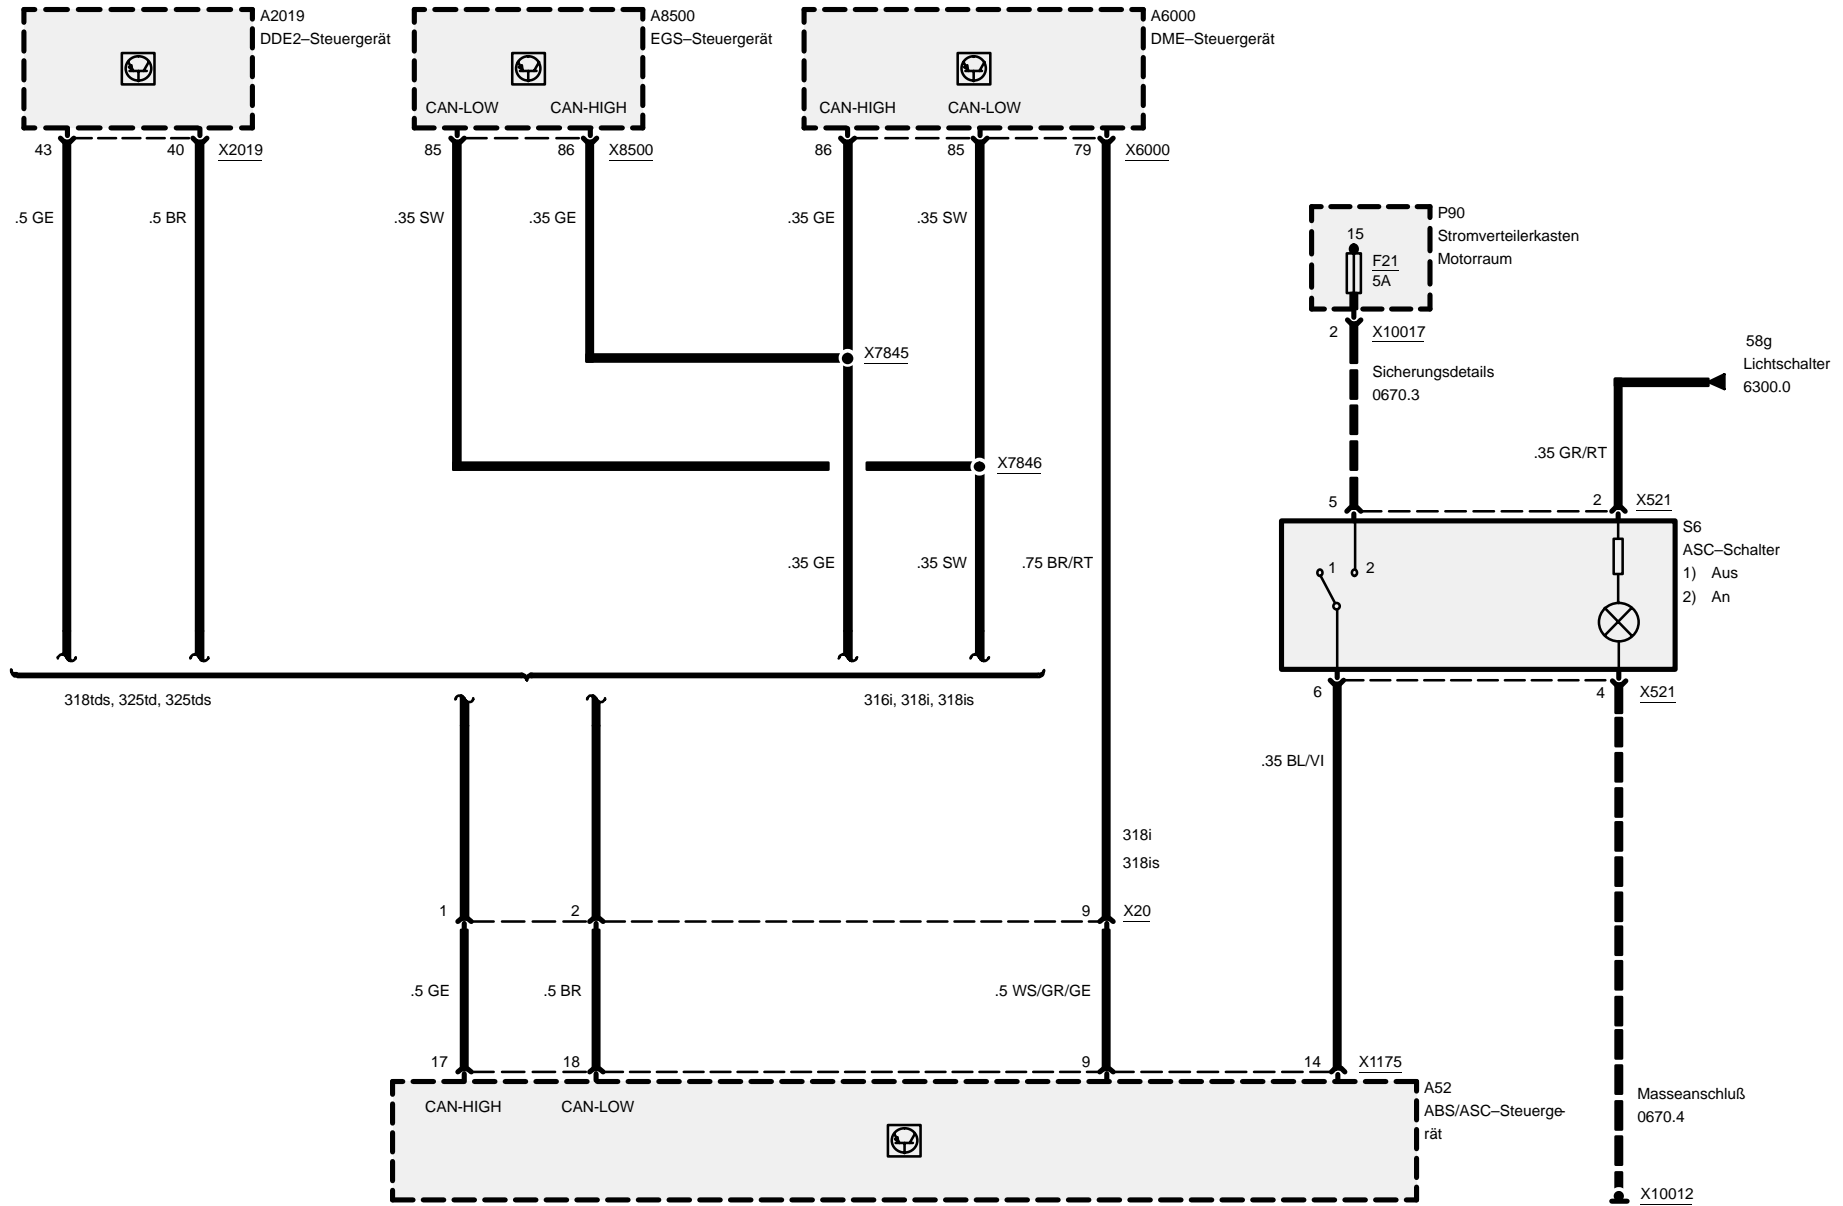 A2019
DDE2–Steuergerät
A8500
EGS–Steuergerät
A6000
DME–Steuergerät
CAN-LOW
CAN-HIGH
CAN-HIGH
CAN-LOW
43
40
X2019
85
86
X8500
86
85
79
X6000
.5 GE
.5 BR
.35 SW
.35 GE
.35 GE
.35 SW
P90
Stromverteilerkasten
Motorraum
15
F21
5A
2
X10017
Sicherungsdetails
0670.3
58g
Lichtschalter
6300.0
X7845
X7846
.35 GR/RT
5
2
X521
S6
ASC–Schalter
1) Aus
2) An
1
2
.35 GE
.35 SW
.75 BR/RT
318tds, 325td, 325tds
316i, 318i, 318is
6
4
X521
.35 BL/VI
318i
318is
1
2
9
X20
.5 GE
.5 BR
.5 WS/GR/GE
17
18
9
14
X1175
CAN-HIGH
CAN-LOW
A52
ABS/ASC–Steuerge-
rät
Masseanschluß
0670.4
X10012